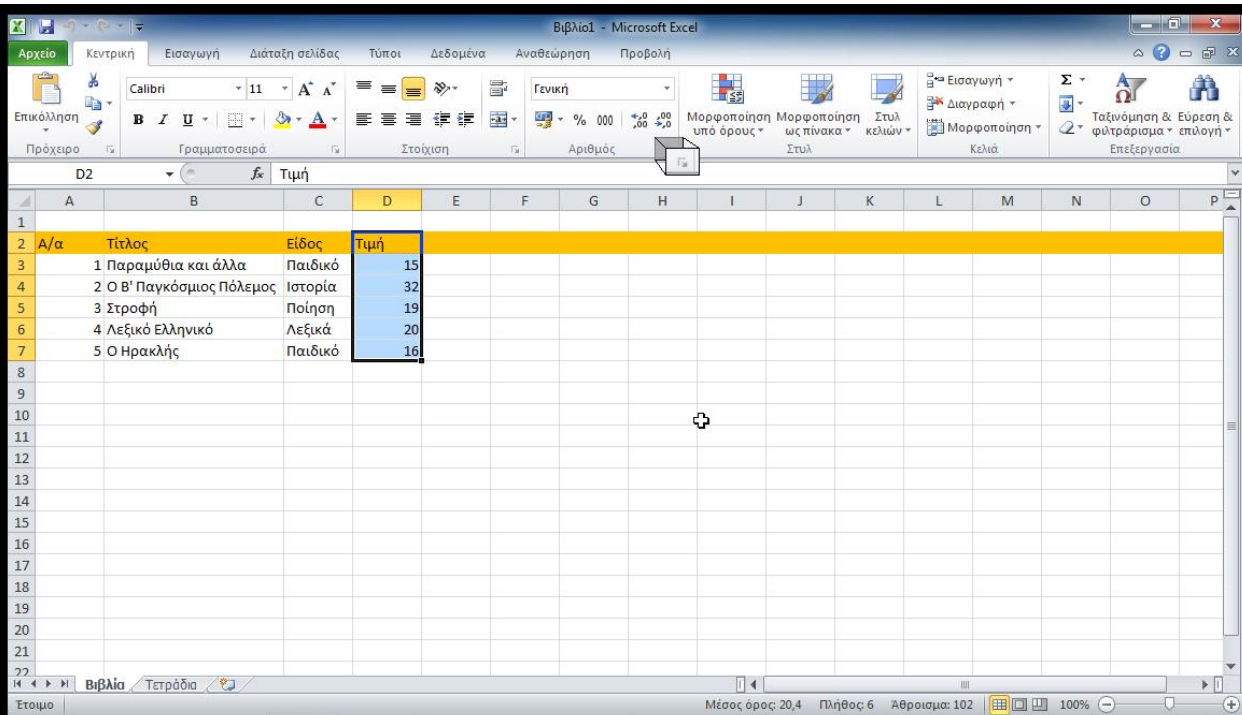 Βιβλίο1 - Microsoft Excel
Αρχείο Κεντρική Εισαγωγή Διάταξη σελίδας Τύποι Δεδομένα Αναθεώρηση Προβολή
Επικόλληση
Calibri 11
B I U A
Γενική
% 000
Μορφοποίηση υπό όρους
Μορφοποίηση ως πίνακα
Στυλ κελιών
Εισαγωγή
Διαγραφή
Μορφοποίηση
Σ
Ταξινόμηση & φιλτράρισμα
Εύρεση & επιλογή
Πρόχειρο Γραμματοσειρά Στοίχιση Αριθμός Στυλ Κελιά Επεξεργασία
D2 fx Τιμή
A B C D E F G H I J K L M N O P
1
2 Α/α Τίτλος Είδος Τιμή
3 1 Παραμύθια και άλλα Παιδικό 15
4 2 Ο Β' Παγκόσμιος Πόλεμος Ιστορία 32
5 3 Στροφή Ποίηση 19
6 4 Λεξικό Ελληνικό Λεξικά 20
7 5 Ο Ηρακλής Παιδικό 16
8
9
10
11
12
13
14
15
16
17
18
19
20
21
22
Βιβλία Τετράδια
Έτοιμο Μέσος όρος: 20,4 Πλήθος: 6 Άθροισμα: 102 100%